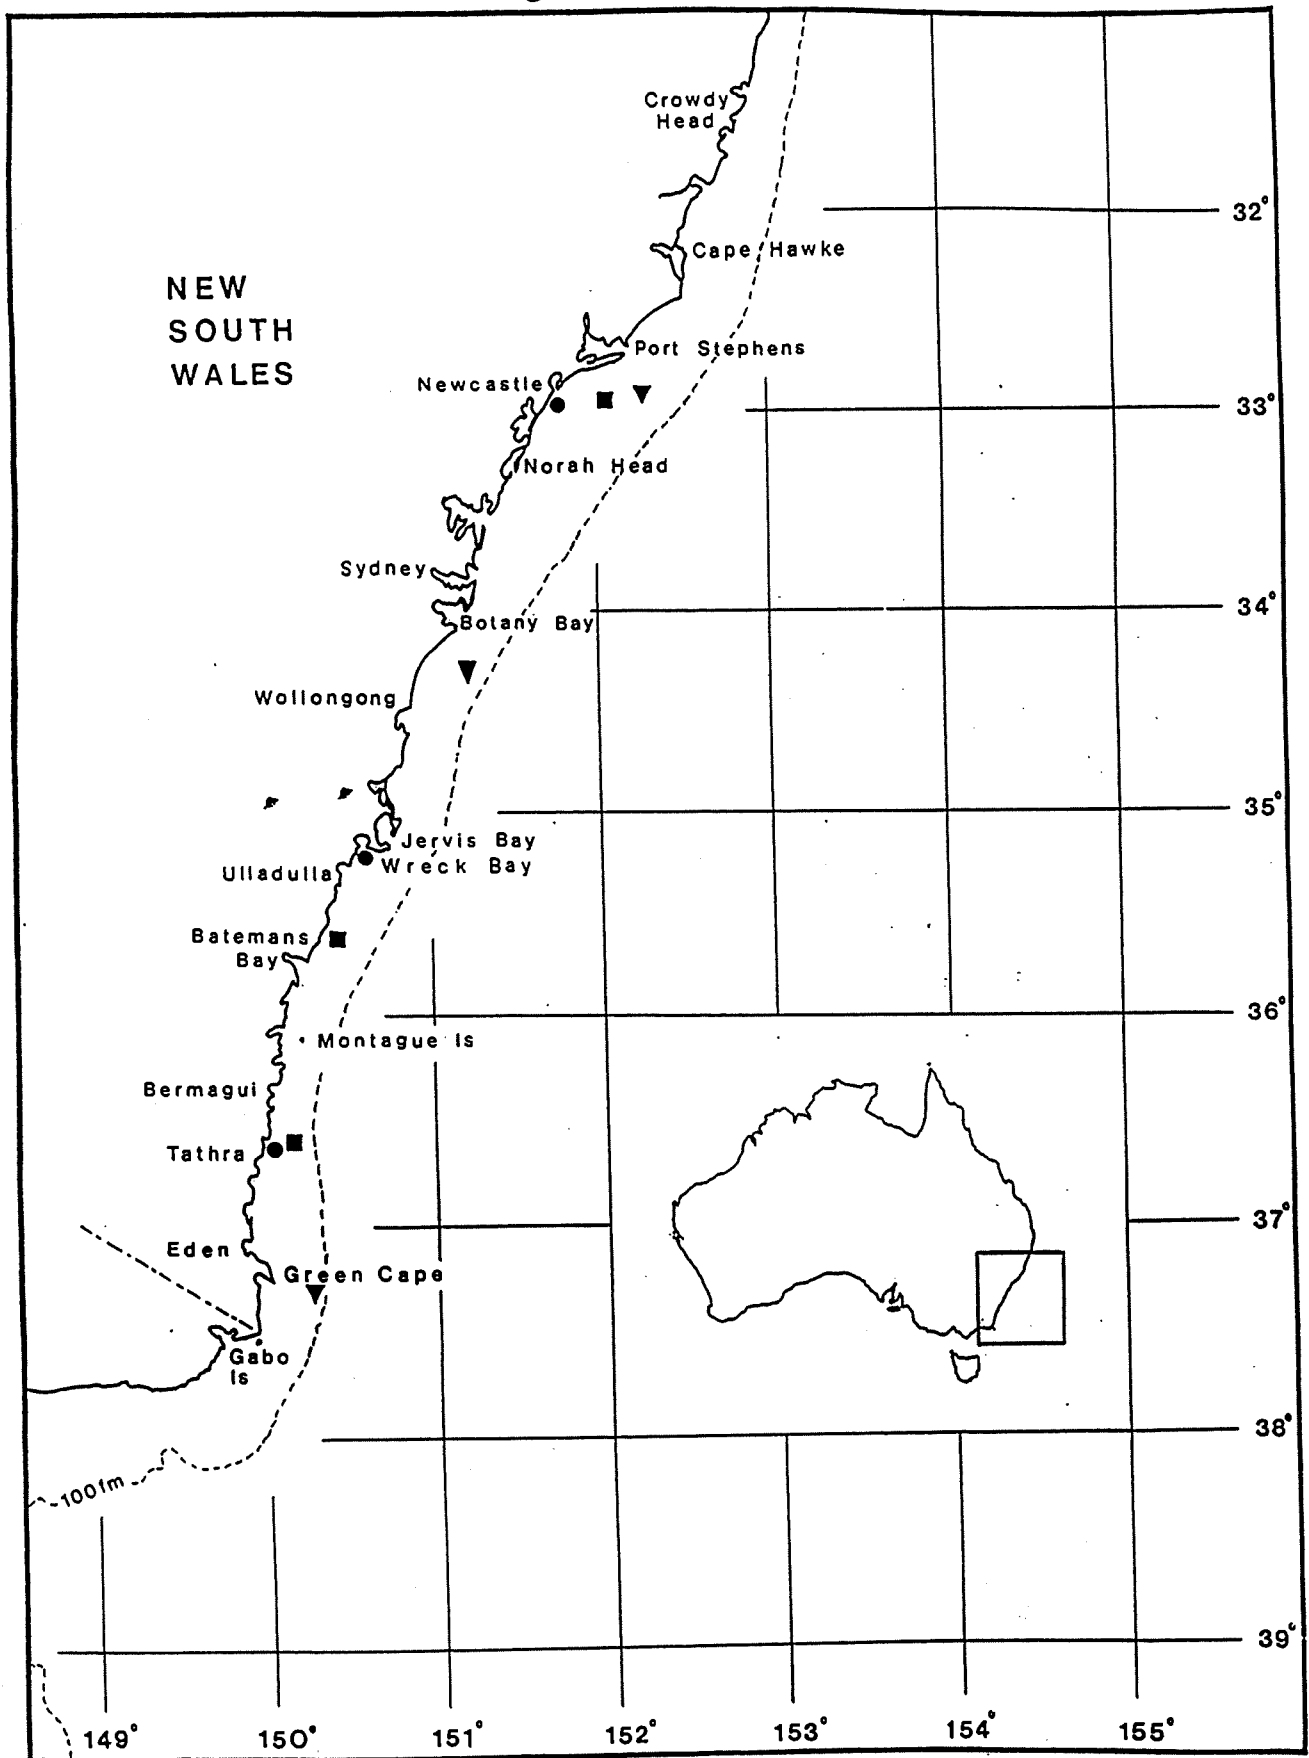 Crowdy
Head
32°
Cape Hawke
NEW
SOUTH
WALES
Port Stephens
Newcastle
33°
Norah Head
Sydney
34°
Botany Bay
Wollongong
35°
Jervis Bay
Wreck Bay
Ulladulla
Batemans
Bay
36°
Montague Is
Bermagui
Tathra
37°
Eden
Green Cape
Gabo
Is
38°
100fm
39°
149° 150° 151° 152° 153° 154° 155°